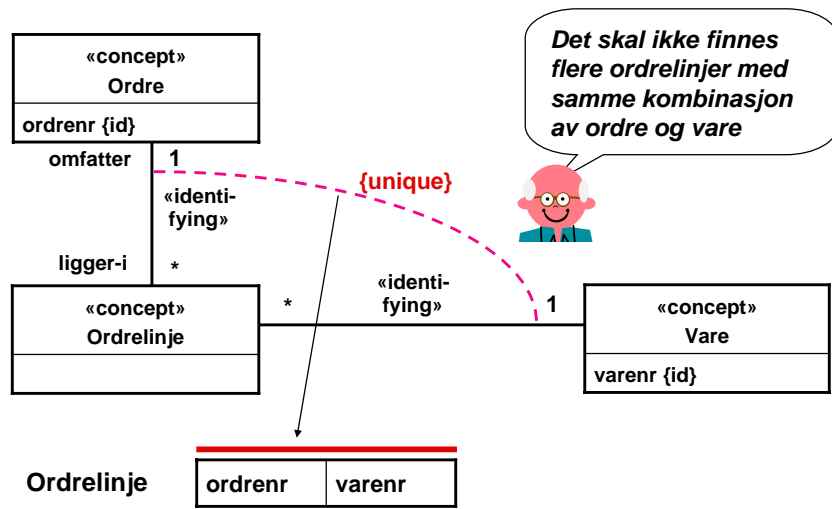 «concept»
Ordre
ordrenr {id}
Det skal ikke finnes
flere ordrelinjer med
samme kombinasjon
av ordre og vare
omfatter
1
{unique}
«identi-
fying»
ligger-i
*
«concept»
Ordrelinje
*
«identi-
fying»
1
«concept»
Vare
varenr {id}
Ordrelinje
ordrenr
varenr